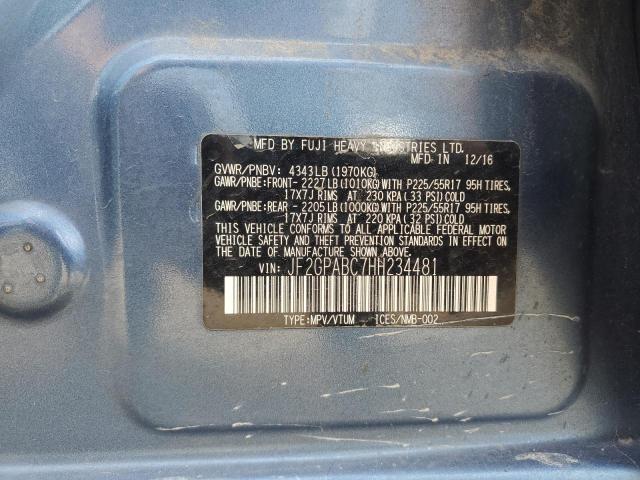 MFD BY FUJI HEAVY INDUSTRIES LTD.
MFD IN 12/16
GVWR/PNBV: 4343LB(1970KG)
GAWR/PNBE:FRONT- 2227LB(1010KG)WITH P225/55R17 95H TIRES,
17X7J RIMS AT 230 KPA(33 PSI)COLD
GAWR/PNBE:REAR - 2205LB(1000KG)WITH P225/55R17 95H TIRES,
17X7J RIMS AT 220 KPA(32 PSI)COLD
THIS VEHICLE CONFORMS TO ALL APPLICABLE FEDERAL MOTOR
VEHICLE SAFETY AND THEFT PREVENTION STANDARDS IN EFFECT ON
THE DATE OF MANUFACTURE SHOWN ABOVE.
VIN: JF2GPABC7HH234481
TYPE:MPV/VTUM ICES/NMB-002